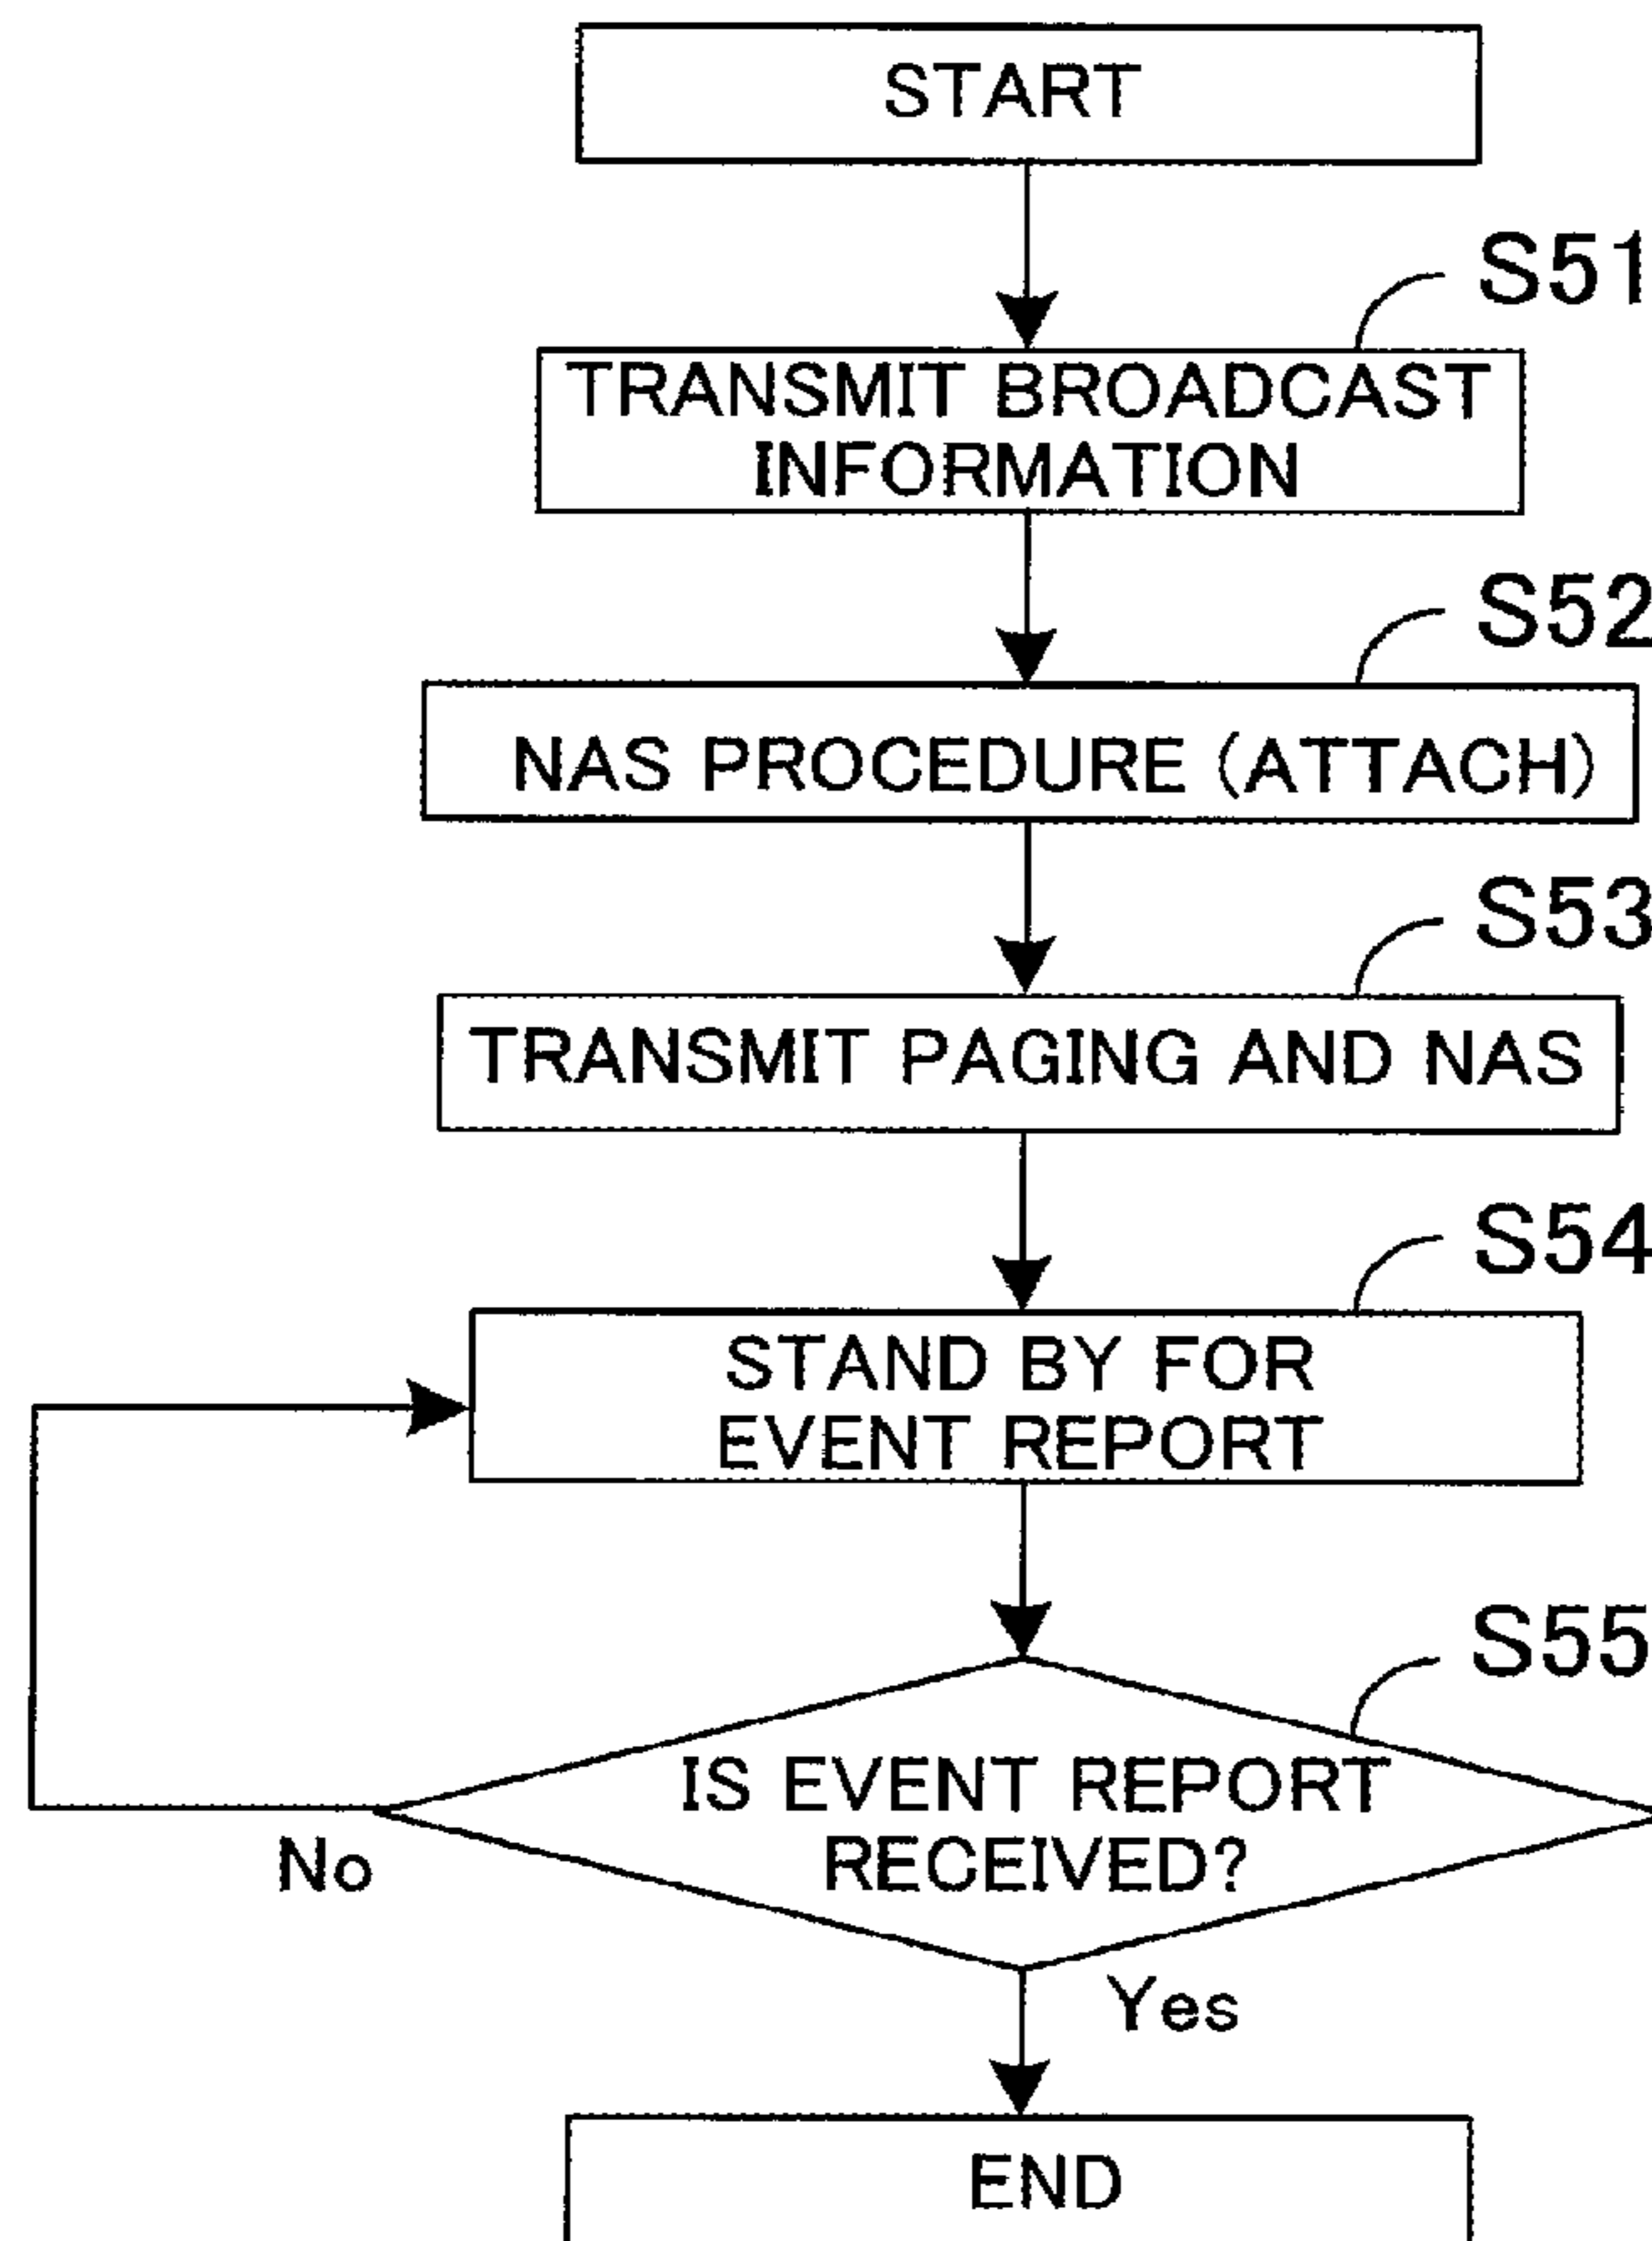 START
S51
TRANSMIT BROADCAST
INFORMATION
S52
NAS PROCEDURE (ATTACH)
S53
TRANSMIT PAGING AND NAS
S54
STAND BY FOR
EVENT REPORT
S55
IS EVENT REPORT
RECEIVED?
No
Yes
END